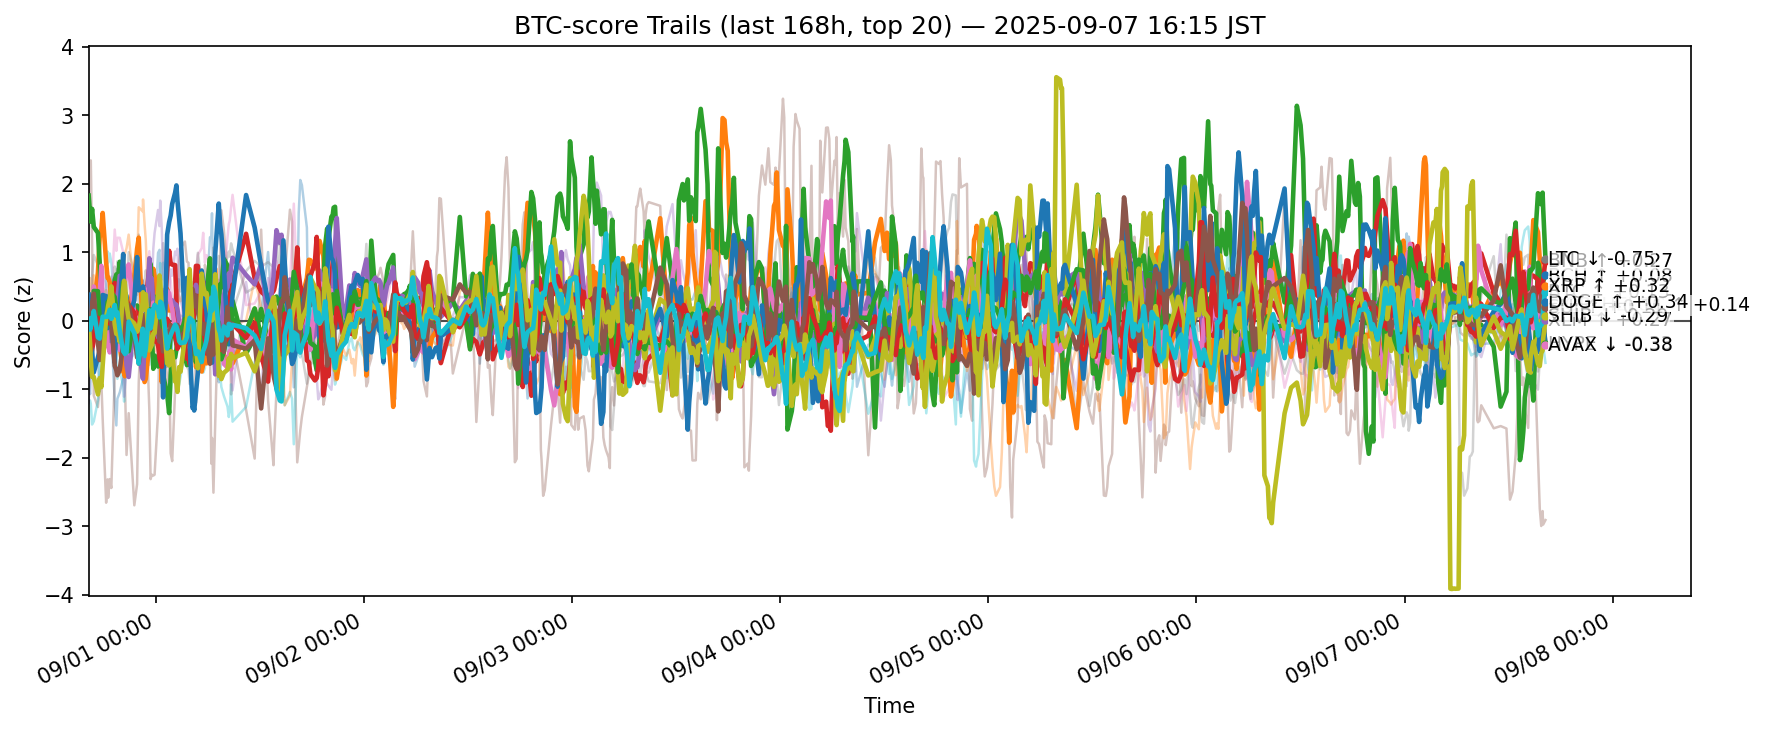 BTC-score Trails (last 168h, top 20) — 2025-09-07 16:15 JST
Score (z)
4
3
2
1
0
−1
−2
−3
−4
LTC ↓ -0.75
BCH ↑ +0.08
XRP ↑ +0.32
DOGE ↑ +0.34
+0.14
SHIB ↓ -0.29
AVAX ↓ -0.38
09/01 00:00
09/02 00:00
09/03 00:00
09/04 00:00
09/05 00:00
09/06 00:00
09/07 00:00
09/08 00:00
Time